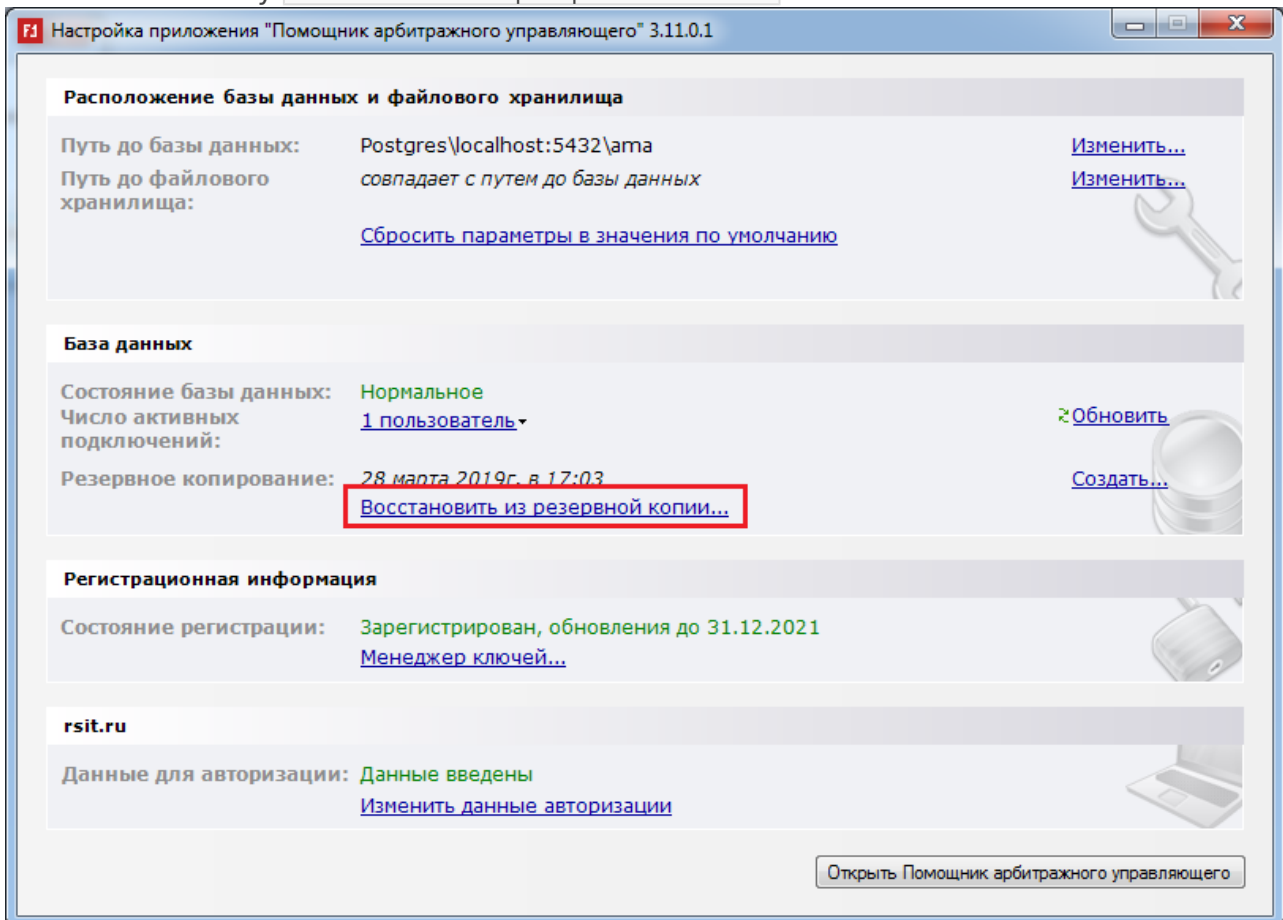 Настройка приложения "Помощник арбитражного управляющего" 3.11.0.1
Расположение базы данных и файлового хранилища
Путь до базы данных: Postgres\localhost:5432\ama Изменить...
Путь до файлового хранилища: совпадает с путем до базы данных Изменить...
Сбросить параметры в значения по умолчанию
База данных
Состояние базы данных: Нормальное
Число активных подключений: 1 пользователь Обновить
Резервное копирование: 28 марта 2019г. в 17:03 Создать...
Восстановить из резервной копии...
Регистрационная информация
Состояние регистрации: Зарегистрирован, обновления до 31.12.2021
Менеджер ключей...
rsit.ru
Данные для авторизации: Данные введены
Изменить данные авторизации
Открыть Помощник арбитражного управляющего